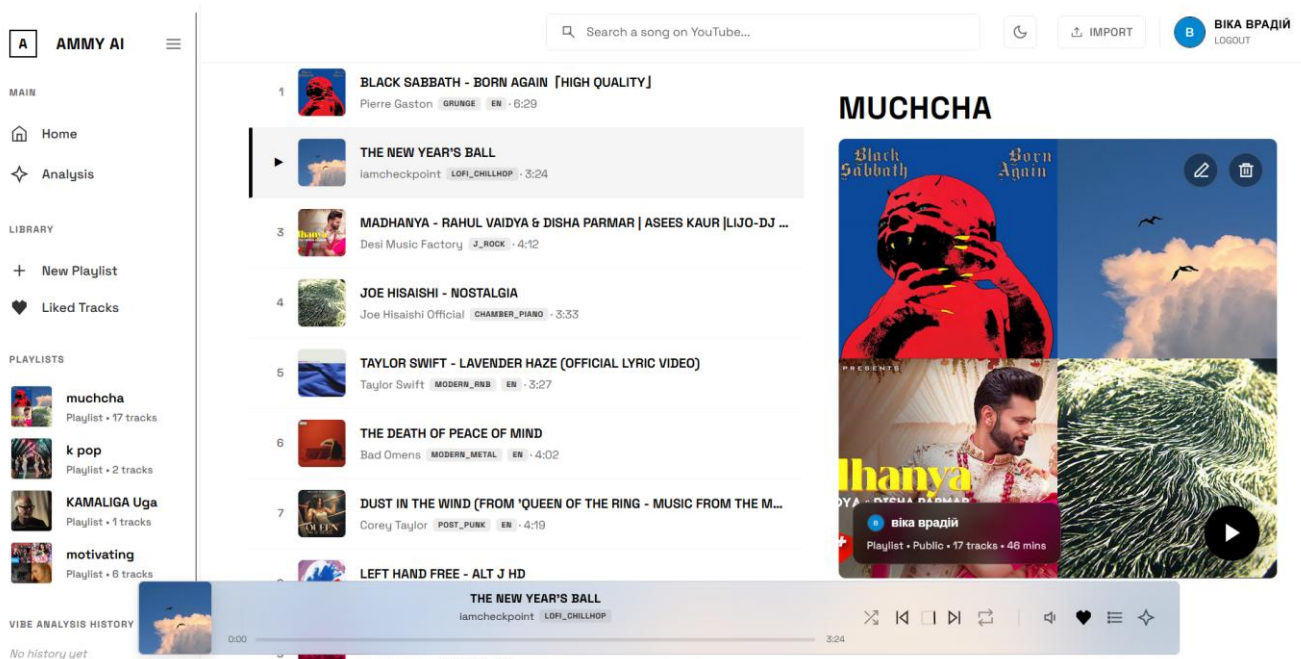 A
AMMY AI
MAIN
Home
Analysis
LIBRARY
New Playlist
Liked Tracks
PLAYLISTS
muchcha
Playlist • 17 tracks
k pop
Playlist • 2 tracks
KAMALIGA Uga
Playlist • 1 tracks
motivating
Playlist • 6 tracks
VIBE ANALYSIS HISTORY
No history yet
Search a song on YouTube...
IMPORT
В
ВІКА ВРАДІЙ
LOGOUT
1
BLACK SABBATH - BORN AGAIN「HIGH QUALITY」
Pierre Gaston GRUNGE EN · 6:29
THE NEW YEAR'S BALL
iamcheckpoint LOFI_CHILLHOP · 3:24
3
MADHANYA - RAHUL VAIDYA & DISHA PARMAR | ASEES KAUR |LIJO-DJ ...
Desi Music Factory J_ROCK · 4:12
4
JOE HISAISHI - NOSTALGIA
Joe Hisaishi Official CHAMBER_PIANO · 3:33
5
TAYLOR SWIFT - LAVENDER HAZE (OFFICIAL LYRIC VIDEO)
Taylor Swift MODERN_RNB EN · 3:27
6
THE DEATH OF PEACE OF MIND
Bad Omens MODERN_METAL EN · 4:02
7
DUST IN THE WIND (FROM 'QUEEN OF THE RING - MUSIC FROM THE M...
Corey Taylor POST_PUNK EN · 4:19
LEFT HAND FREE - ALT J HD
MUCHCHA
Black Sabbath
Born Again
PRESENTS
dhanya
DISHA PARMAR
В
віка врадій
Playlist • Public • 17 tracks • 46 mins
THE NEW YEAR'S BALL
iamcheckpoint LOFI_CHILLHOP
0:00
3:24